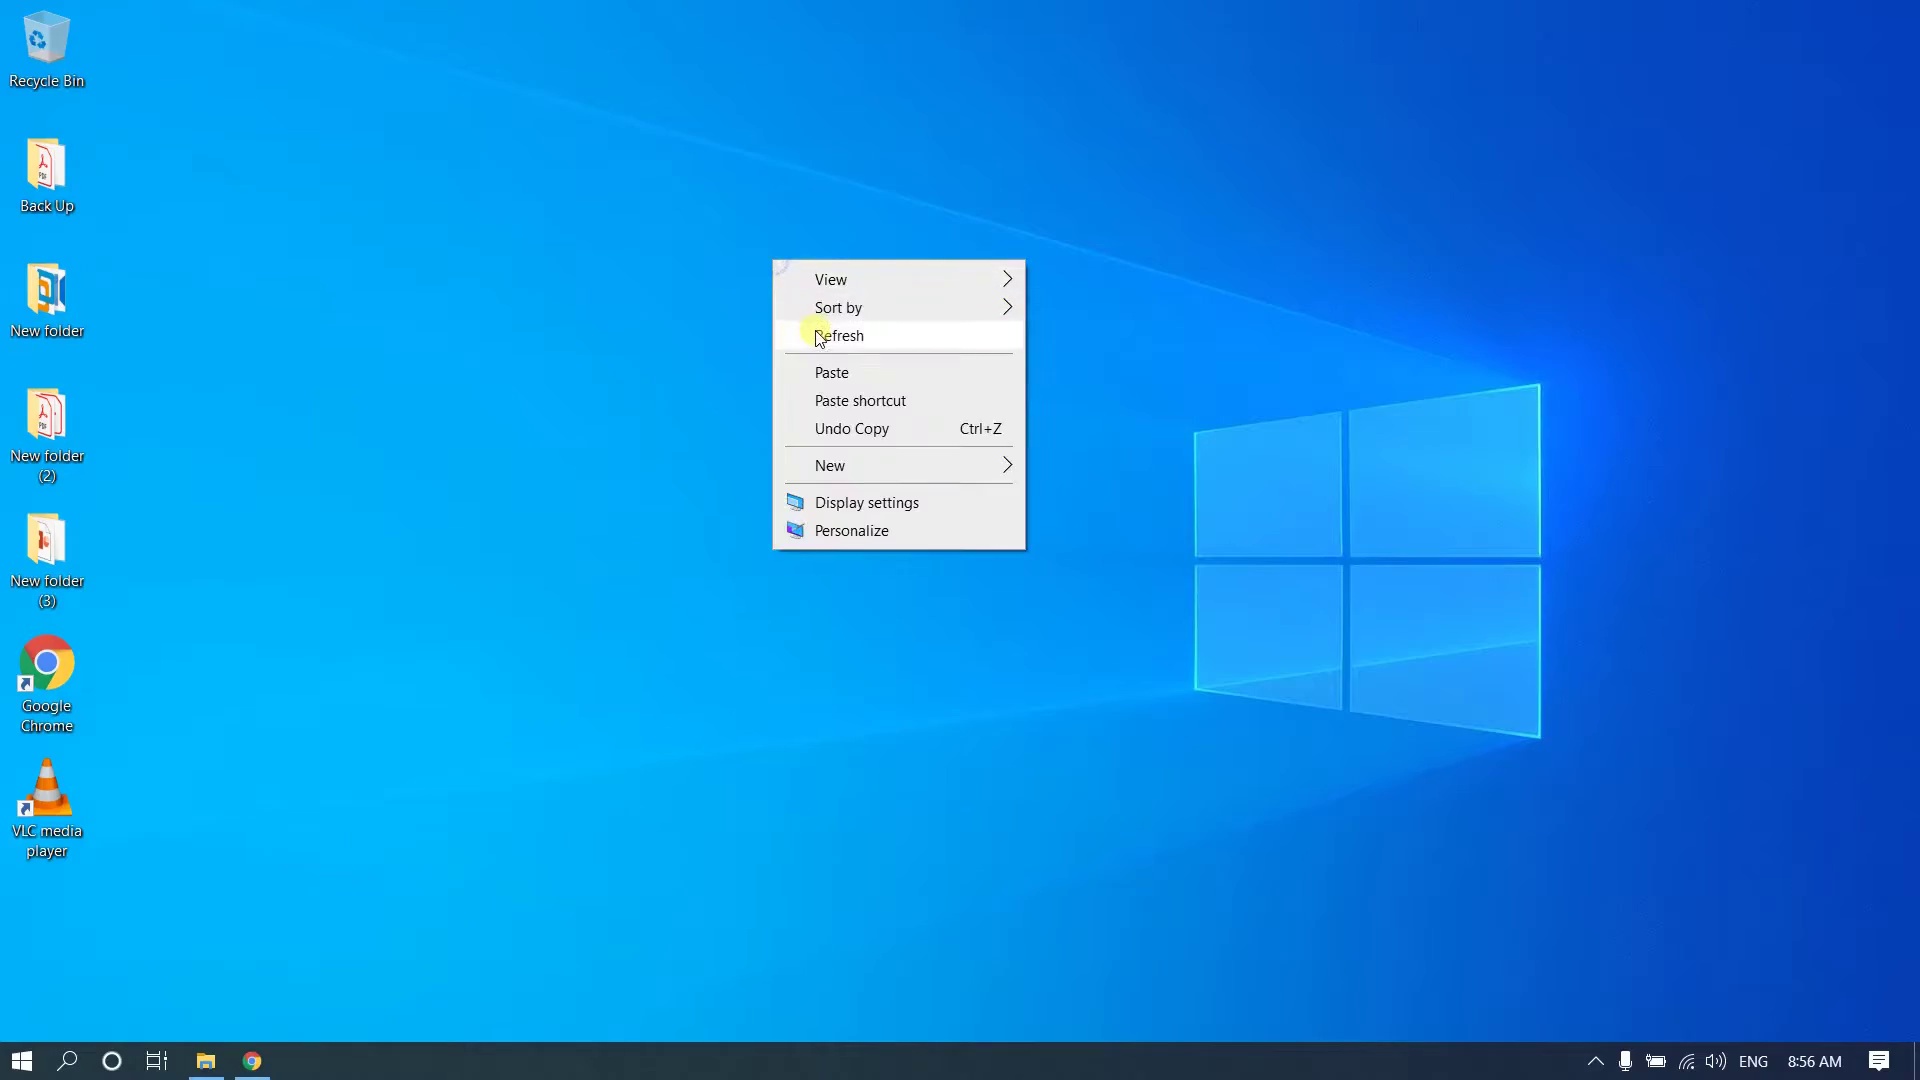 Recycle Bin
Back Up
New folder
New folder
(2)
New folder
(3)
Google
Chrome
VLC media
player
View
Sort by
Refresh
Paste
Paste shortcut
Undo Copy Ctrl+Z
New
Display settings
Personalize
ENG 8:56 AM